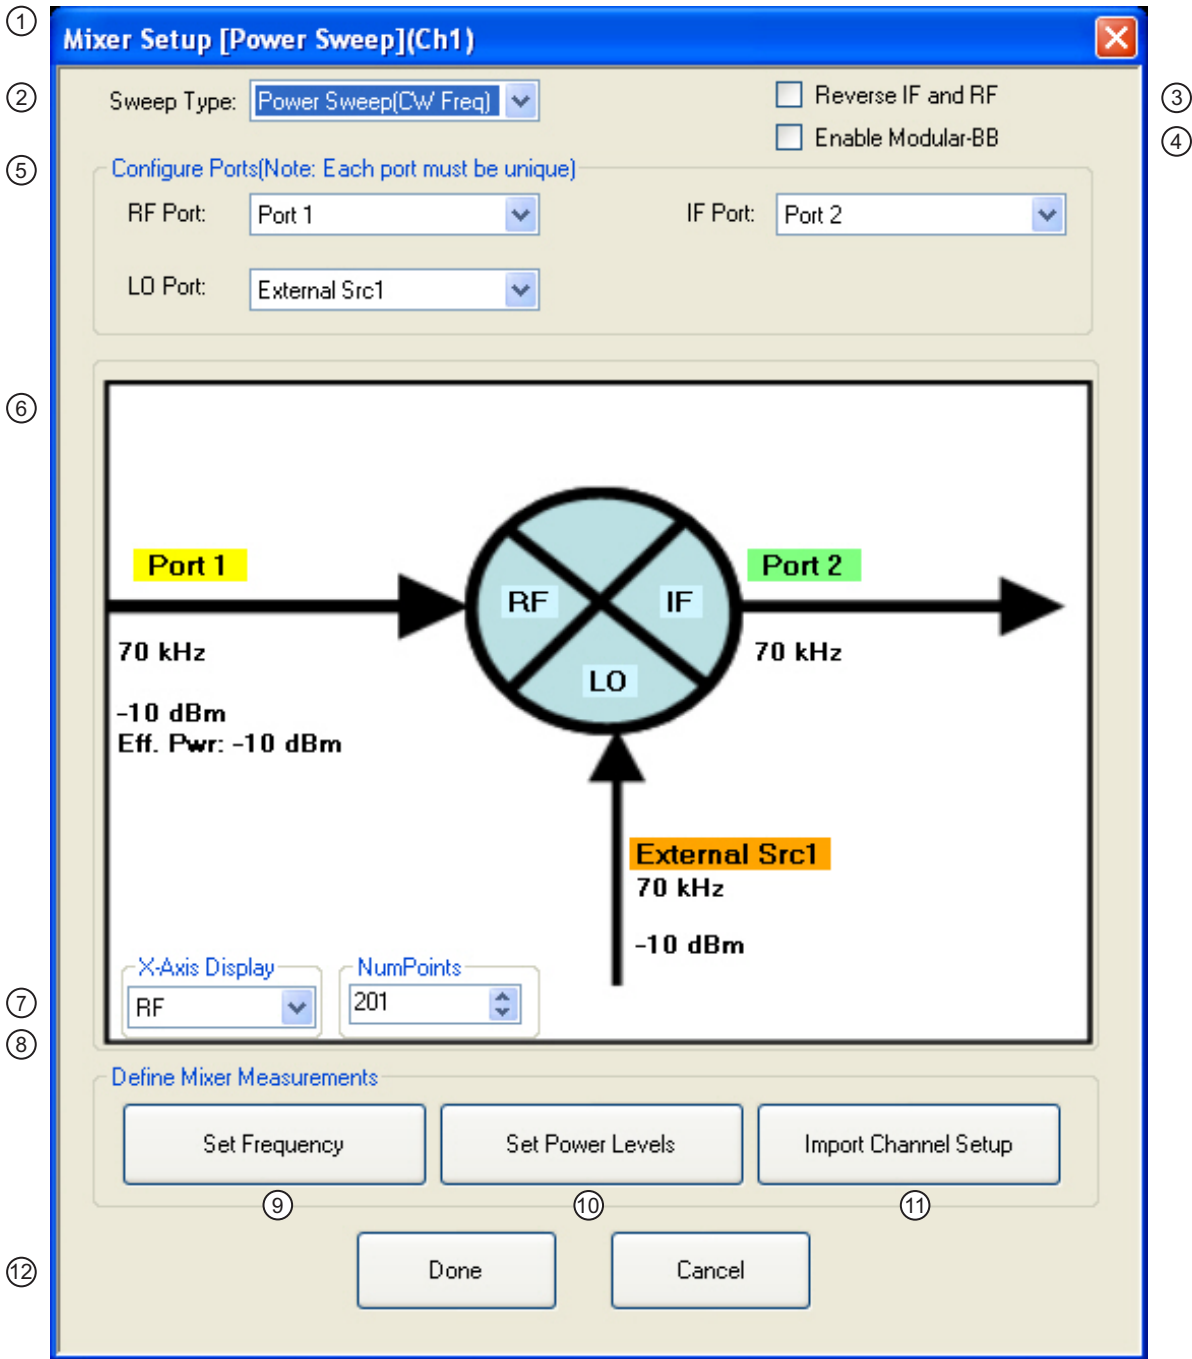 ①
Mixer Setup [Power Sweep](Ch1)
②
Sweep Type: Power Sweep(CW Freq)
Reverse IF and RF
③
Enable Modular-BB
④
⑤
Configure Ports(Note: Each port must be unique)
RF Port: Port 1
IF Port: Port 2
LO Port: External Src1
⑥
Port 1
RF
IF
LO
Port 2
70 kHz
70 kHz
-10 dBm
Eff. Pwr: -10 dBm
External Src1
70 kHz
-10 dBm
X-Axis Display
NumPoints
⑦
RF
201
⑧
Define Mixer Measurements
Set Frequency
Set Power Levels
Import Channel Setup
⑨
⑩
⑪
⑫
Done
Cancel